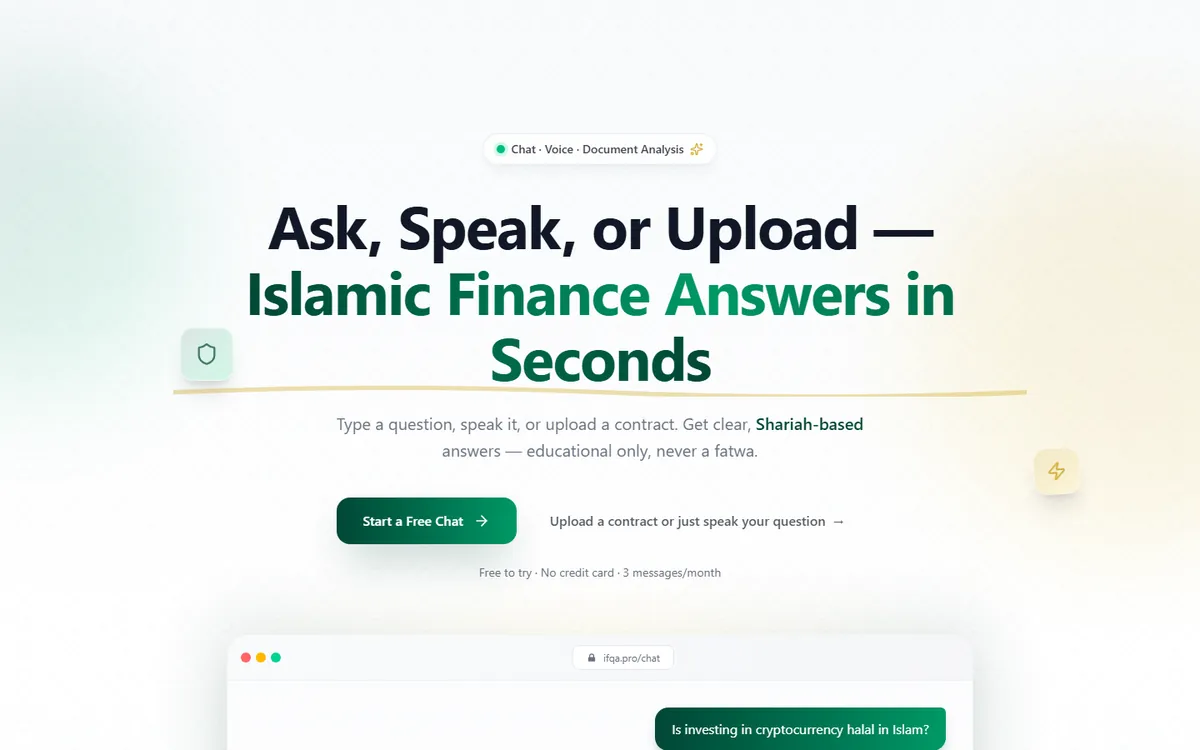 Chat · Voice · Document Analysis
Ask, Speak, or Upload —
Islamic Finance Answers in
Seconds
Type a question, speak it, or upload a contract. Get clear, Shariah-based
answers — educational only, never a fatwa.
Start a Free Chat →
Upload a contract or just speak your question →
Free to try · No credit card · 3 messages/month
ifqa.pro/chat
Is investing in cryptocurrency halal in Islam?